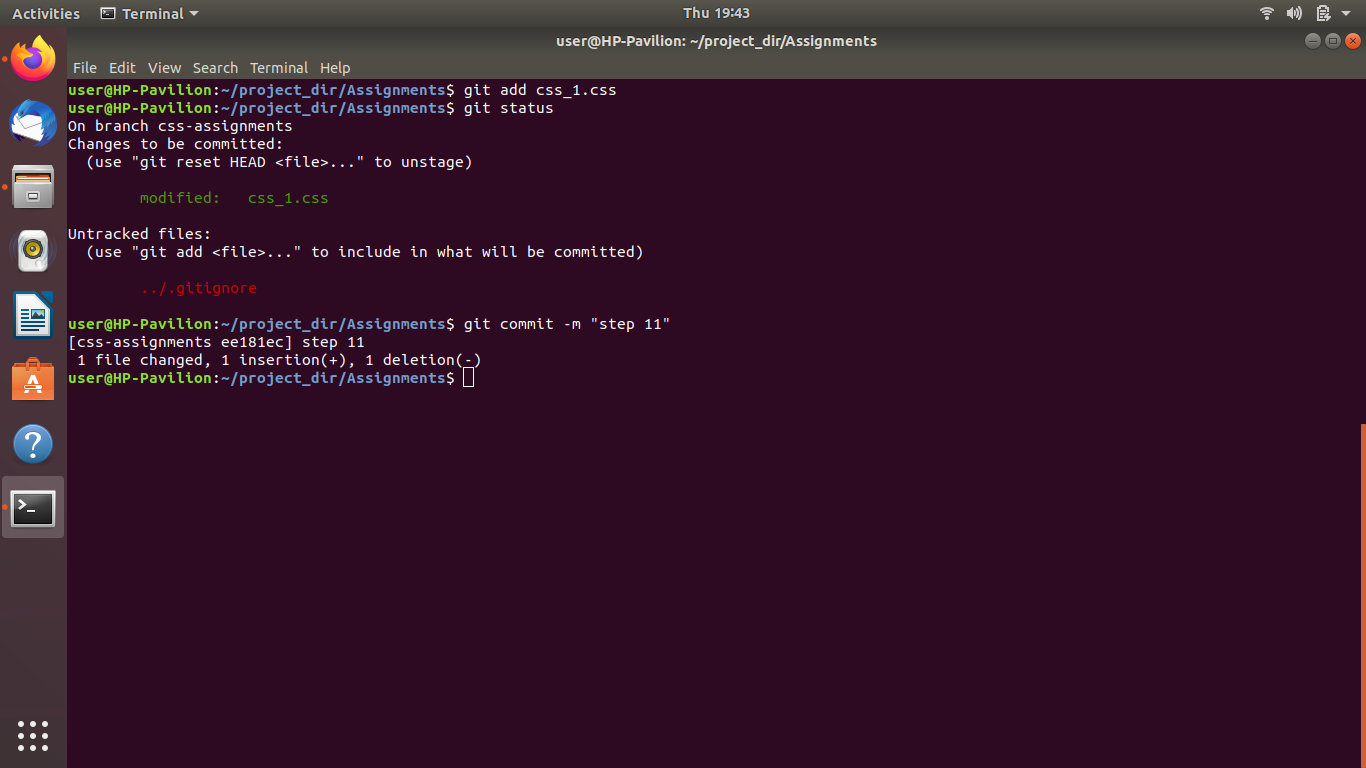 Activities Terminal Thu 19:43
user@HP-Pavilion: ~/project_dir/Assignments
File Edit View Search Terminal Help
user@HP-Pavilion:~/project_dir/Assignments$ git add css_1.css
user@HP-Pavilion:~/project_dir/Assignments$ git status
On branch css-assignments
Changes to be committed:
  (use "git reset HEAD <file>..." to unstage)
        modified:   css_1.css
Untracked files:
  (use "git add <file>..." to include in what will be committed)
        ../.gitignore
user@HP-Pavilion:~/project_dir/Assignments$ git commit -m "step 11"
[css-assignments ee181ec] step 11
 1 file changed, 1 insertion(+), 1 deletion(-)
user@HP-Pavilion:~/project_dir/Assignments$